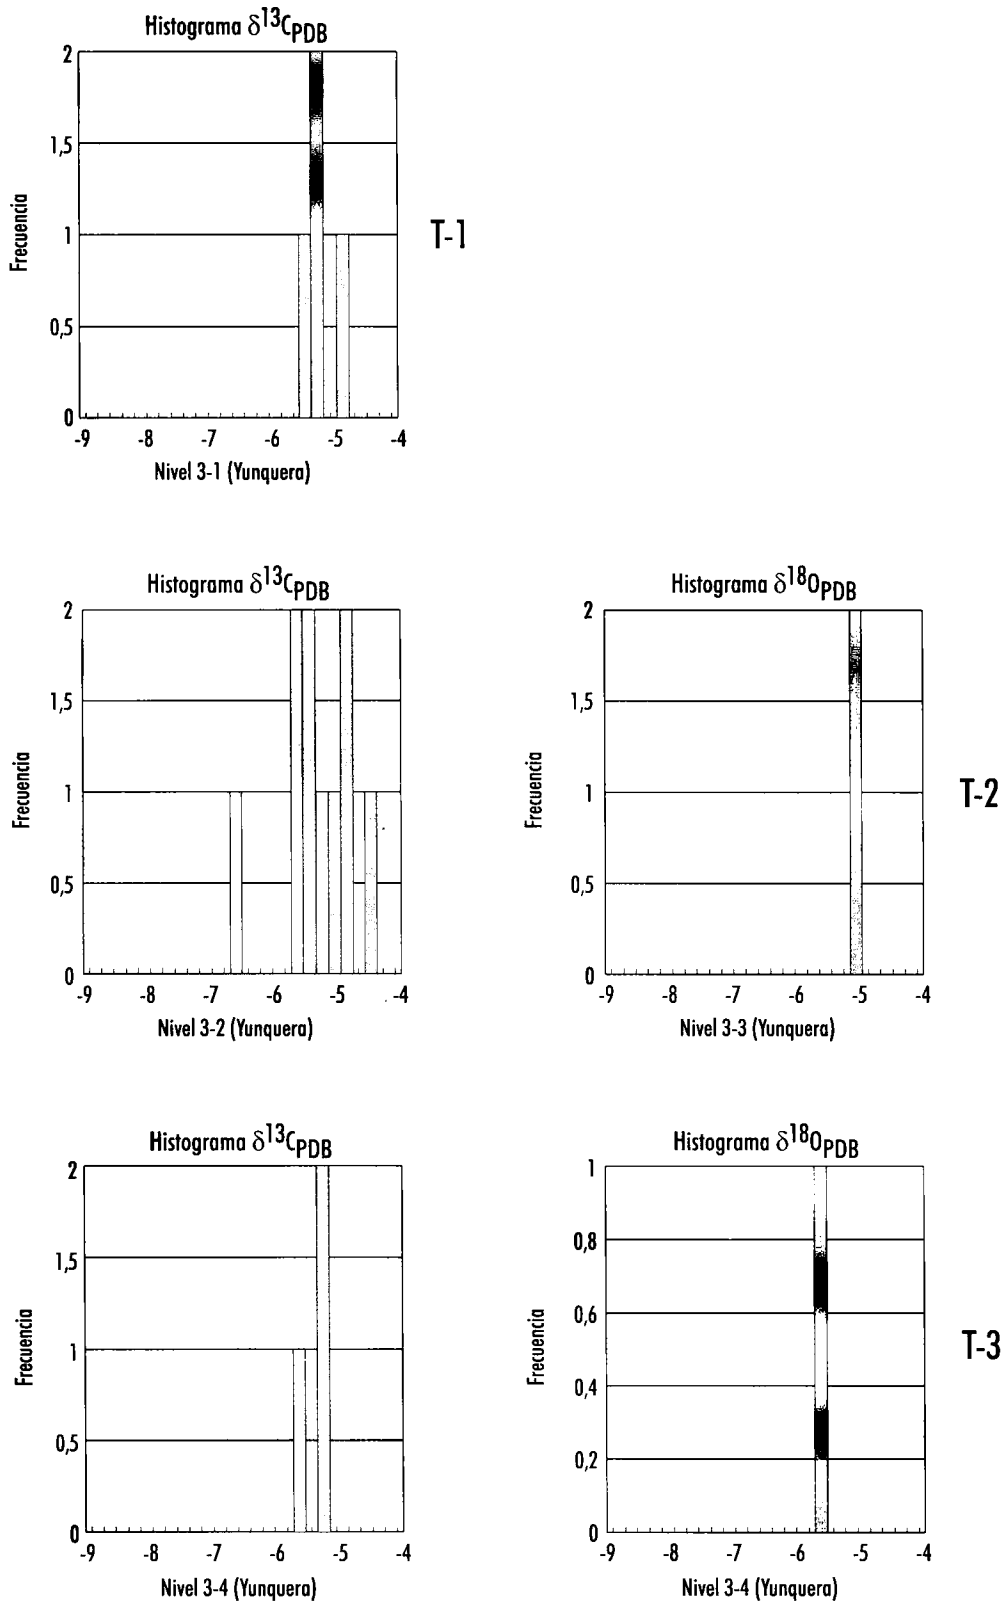 Histograma δ13CPDB
2
1,5
1
0,5
0
Frecuencia
-9 -8 -7 -6 -5 -4
Nivel 3-1 (Yunquera)
T-1
Histograma δ13CPDB
2
1,5
1
0,5
0
Frecuencia
-9 -8 -7 -6 -5 -4
Nivel 3-2 (Yunquera)
Histograma δ18OPDB
2
1,5
1
0,5
0
Frecuencia
-9 -8 -7 -6 -5 -4
Nivel 3-3 (Yunquera)
T-2
Histograma δ13CPDB
2
1,5
1
0,5
0
Frecuencia
-9 -8 -7 -6 -5 -4
Nivel 3-4 (Yunquera)
Histograma δ18OPDB
1
0,8
0,6
0,4
0,2
0
Frecuencia
-9 -8 -7 -6 -5 -4
Nivel 3-4 (Yunquera)
T-3